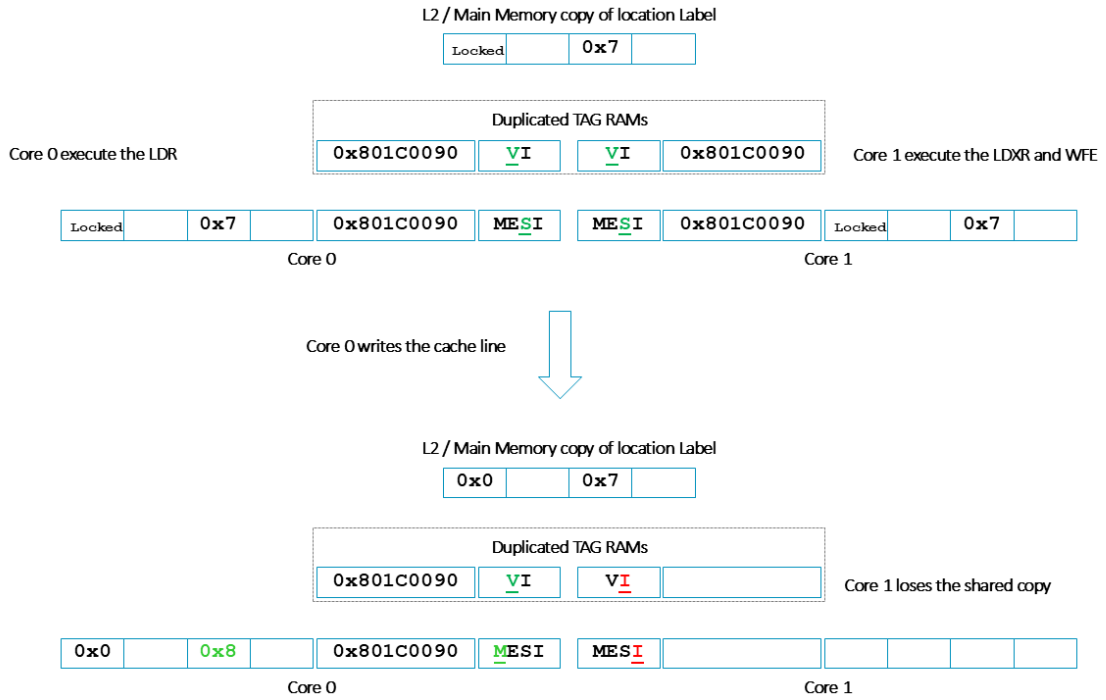 L2 / Main Memory copy of location Label
Locked 0x7
Duplicated TAG RAMs
Core 0 execute the LDR
0x801C0090 VI VI 0x801C0090
Core 1 execute the LDXR and WFE
Locked 0x7 0x801C0090 MESI MESI 0x801C0090 Locked 0x7
Core 0 Core 1
Core 0 writes the cache line
L2 / Main Memory copy of location Label
0x0 0x7
Duplicated TAG RAMs
0x801C0090 VI VI
Core 1 loses the shared copy
0x0 0x8 0x801C0090 MESI MESI
Core 0 Core 1